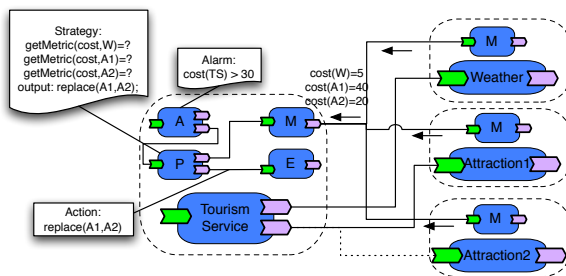 Strategy:
getMetric(cost,W)=?
getMetric(cost,A1)=?
getMetric(cost,A2)=?
output: replace(A1,A2);
Alarm:
cost(TS) > 30
cost(W)=5
cost(A1)=40
cost(A2)=20
M
Weather
A
M
P
E
M
Attraction1
Action:
replace(A1,A2)
Tourism
Service
M
Attraction2